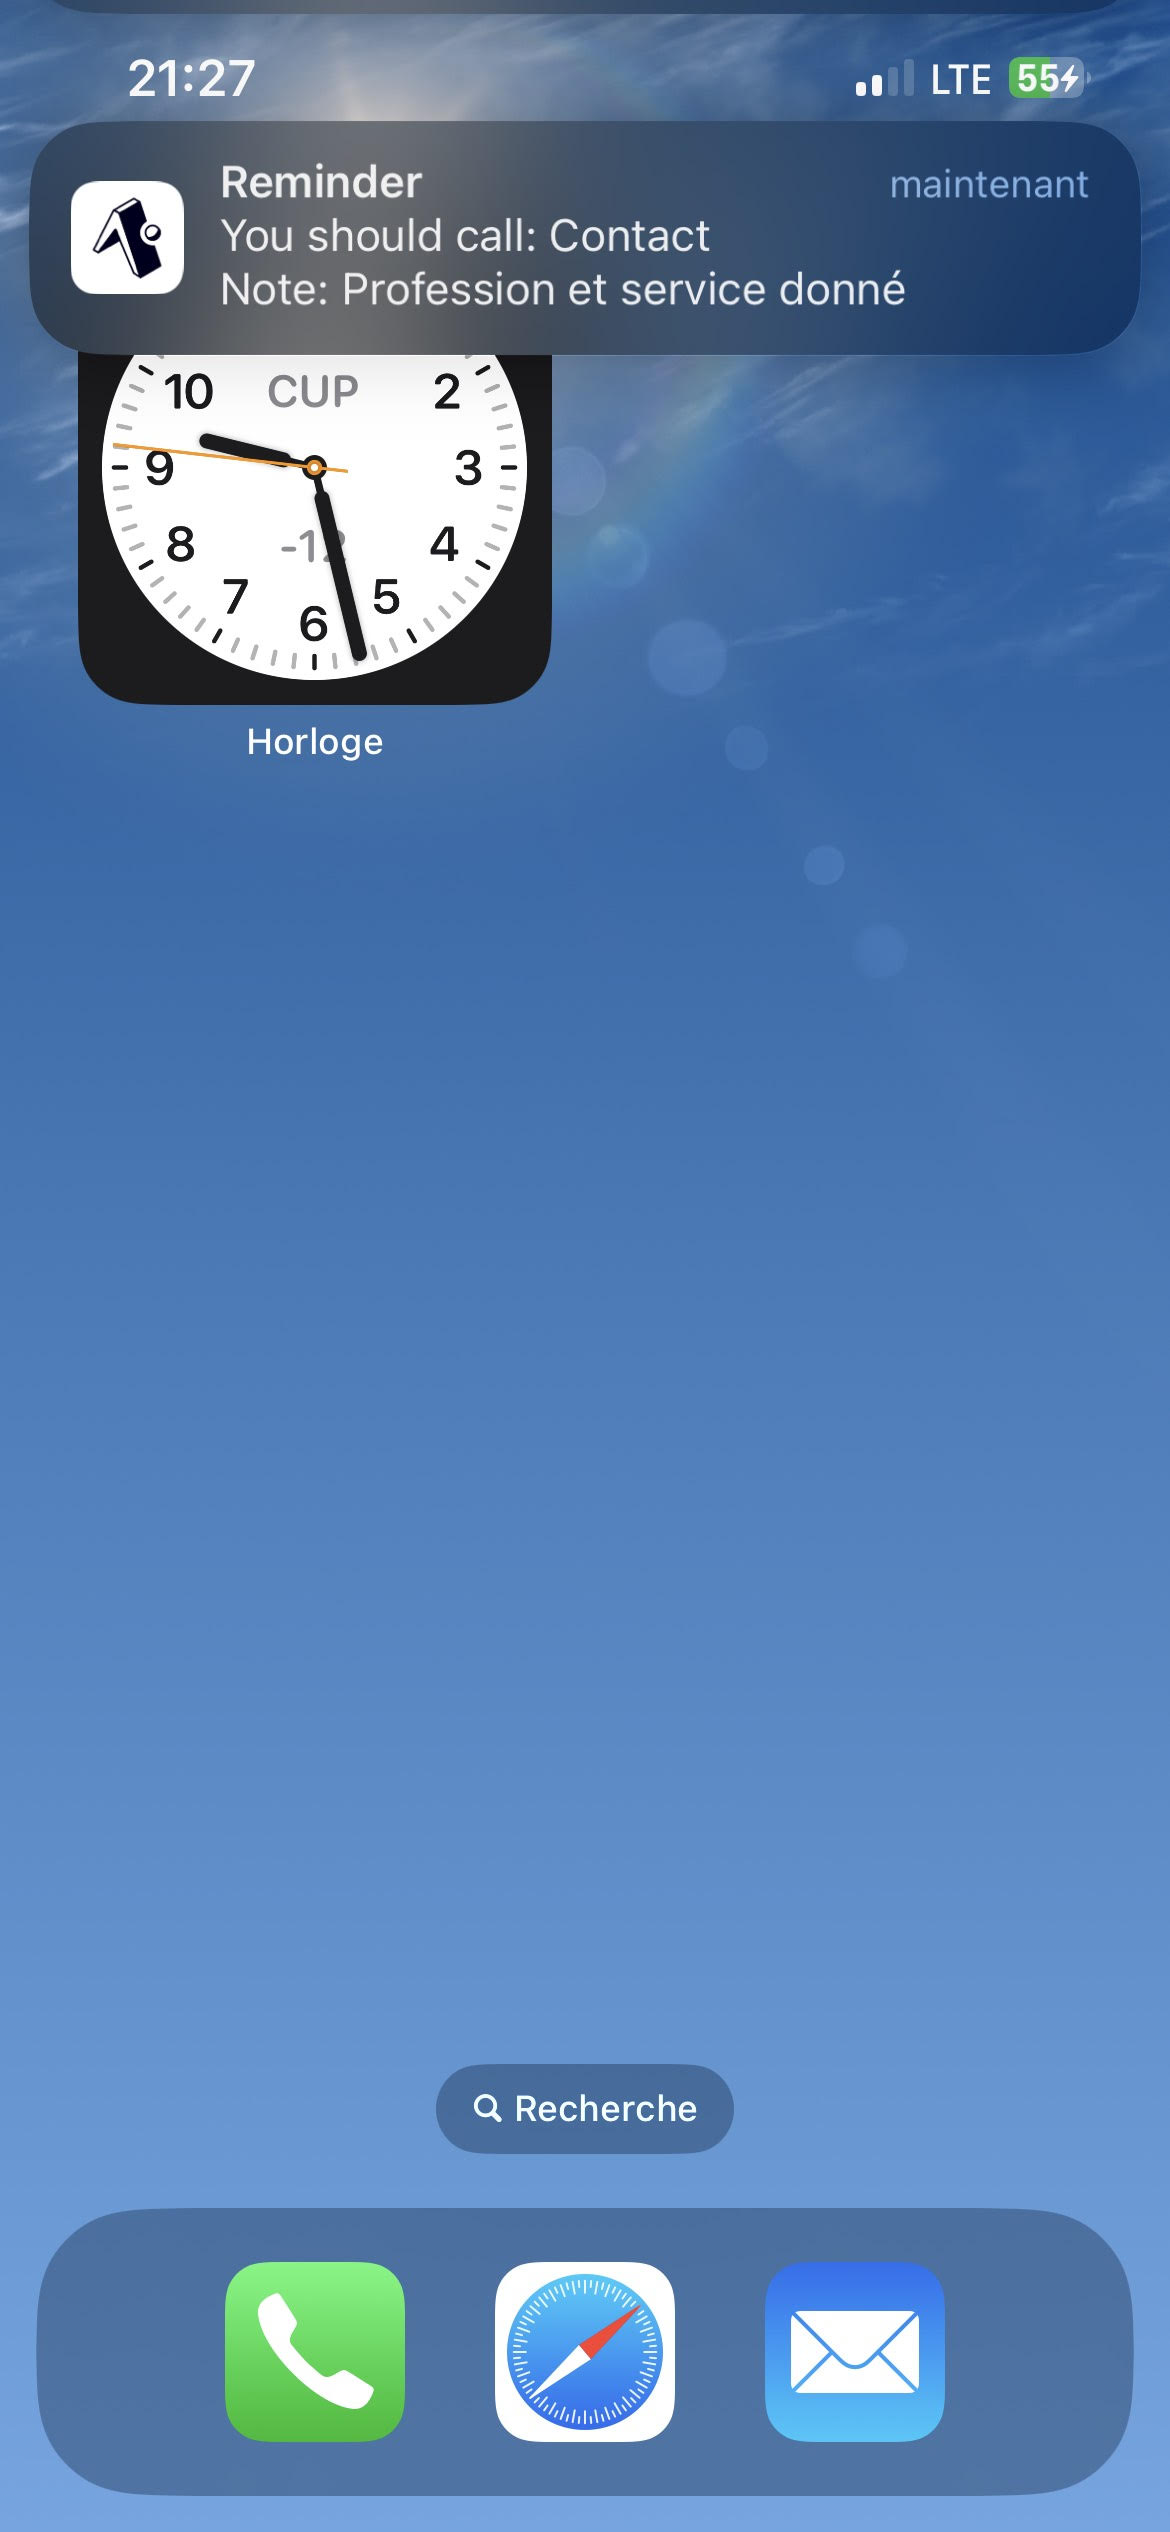 21:27
LTE
55
Reminder
maintenant
You should call: Contact
Note: Profession et service donné
10
CUP
2
9
3
8
4
7
5
6
Horloge
Recherche